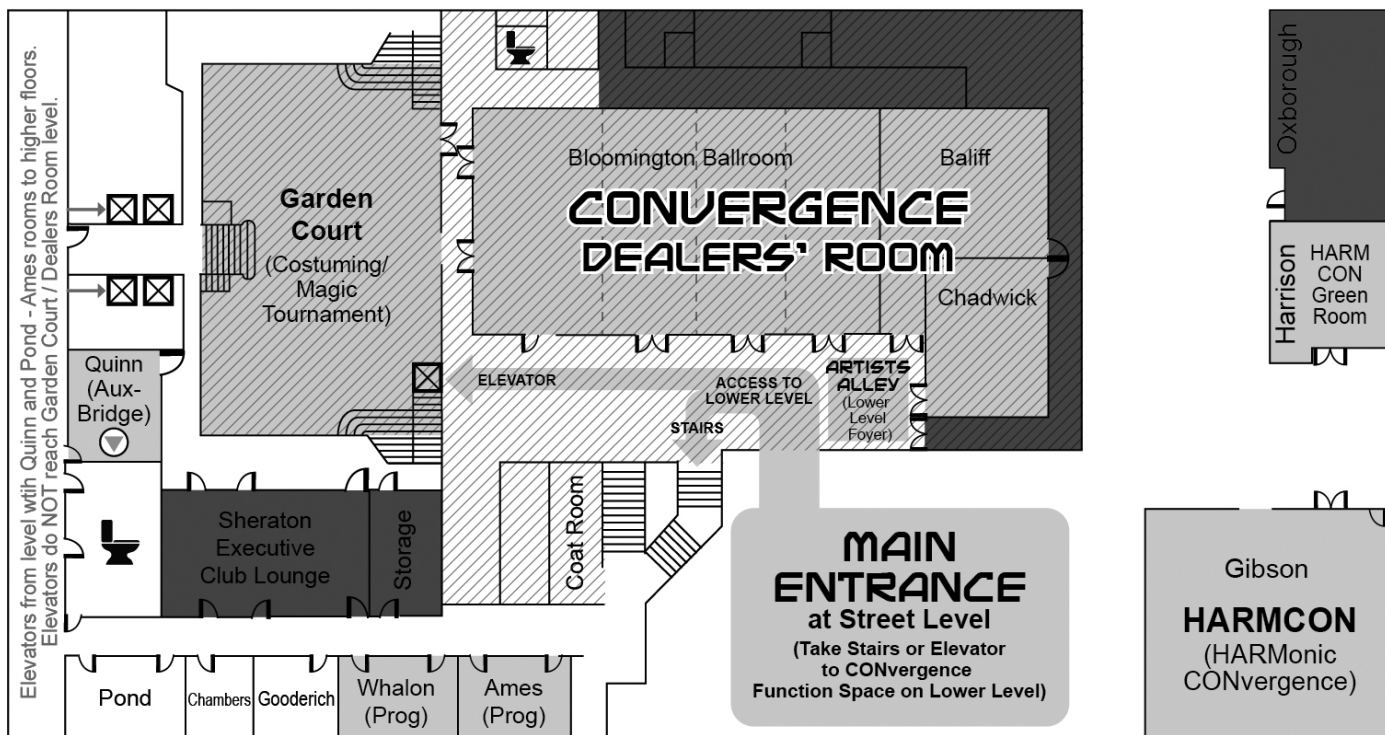 Elevators from level wtih Quinn and Pond - Ames rooms to higher floors.
Elevators do NOT reach Garden Court / Dealers Room level.
Garden
Court
(Costuming/
Magic
Tournament)
Bloomington Ballroom
CONVERGENCE
DEALERS' ROOM
Baliff
Chadwick
Oxborough
Harrison
HARM
CON
Green
Room
Quinn
(Aux-
Bridge)
ELEVATOR
ACCESS TO
LOWER LEVEL
STAIRS
ARTISTS
ALLEY
(Lower
Level
Foyer)
Sheraton
Executive
Club Lounge
Storage
Coat Room
MAIN
ENTRANCE
at Street Level
(Take Stairs or Elevator
to CONvergence
Function Space on Lower Level)
Gibson
HARMCON
(HARMonic
CONvergence)
Pond
Chambers
Gooderich
Whalon
(Prog)
Ames
(Prog)